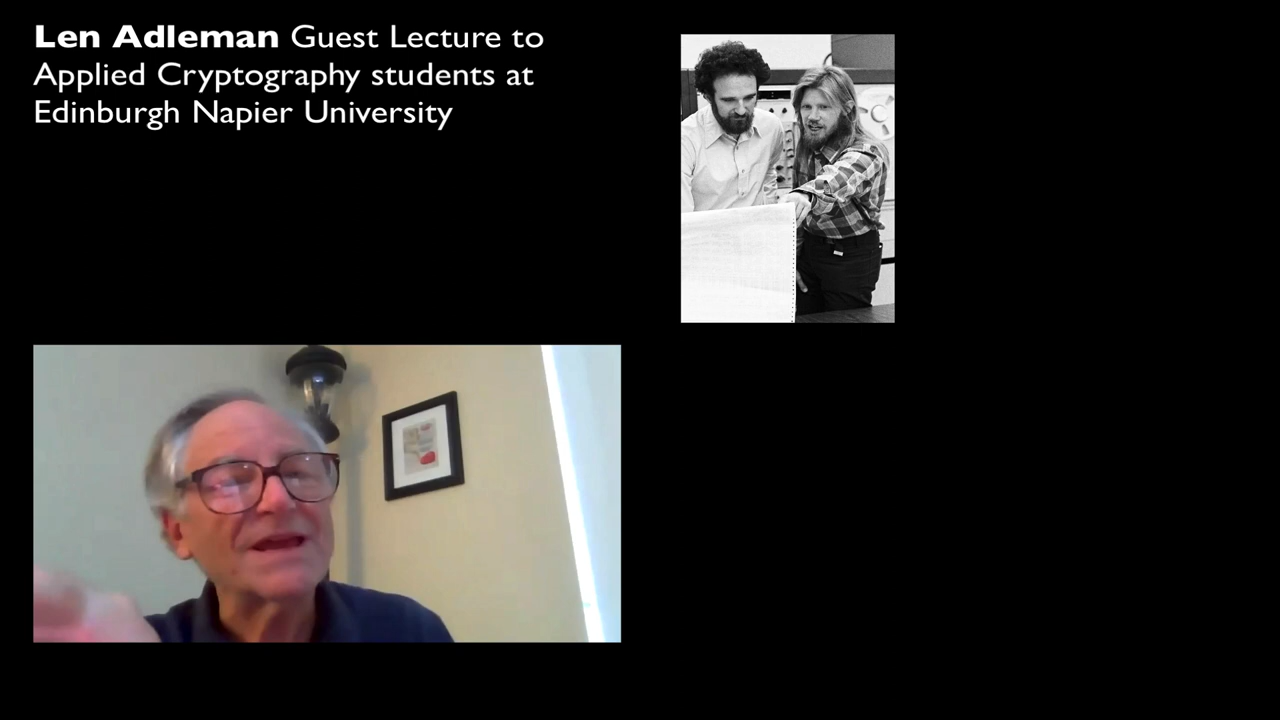 Len Adleman Guest Lecture to
Applied Cryptography students at
Edinburgh Napier University